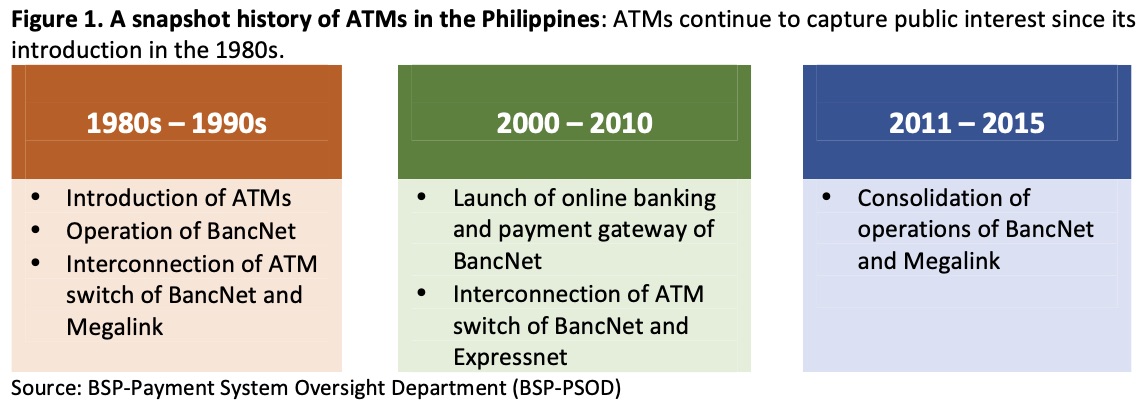 Figure 1. A snapshot history of ATMs in the Philippines: ATMs continue to capture public interest since its
introduction in the 1980s.
1980s – 1990s
• Introduction of ATMs
• Operation of BancNet
• Interconnection of ATM
switch of BancNet and
Megalink
2000 – 2010
• Launch of online banking
and payment gateway of
BancNet
• Interconnection of ATM
switch of BancNet and
Expressnet
2011 – 2015
• Consolidation of
operations of BancNet
and Megalink
Source: BSP-Payment System Oversight Department (BSP-PSOD)